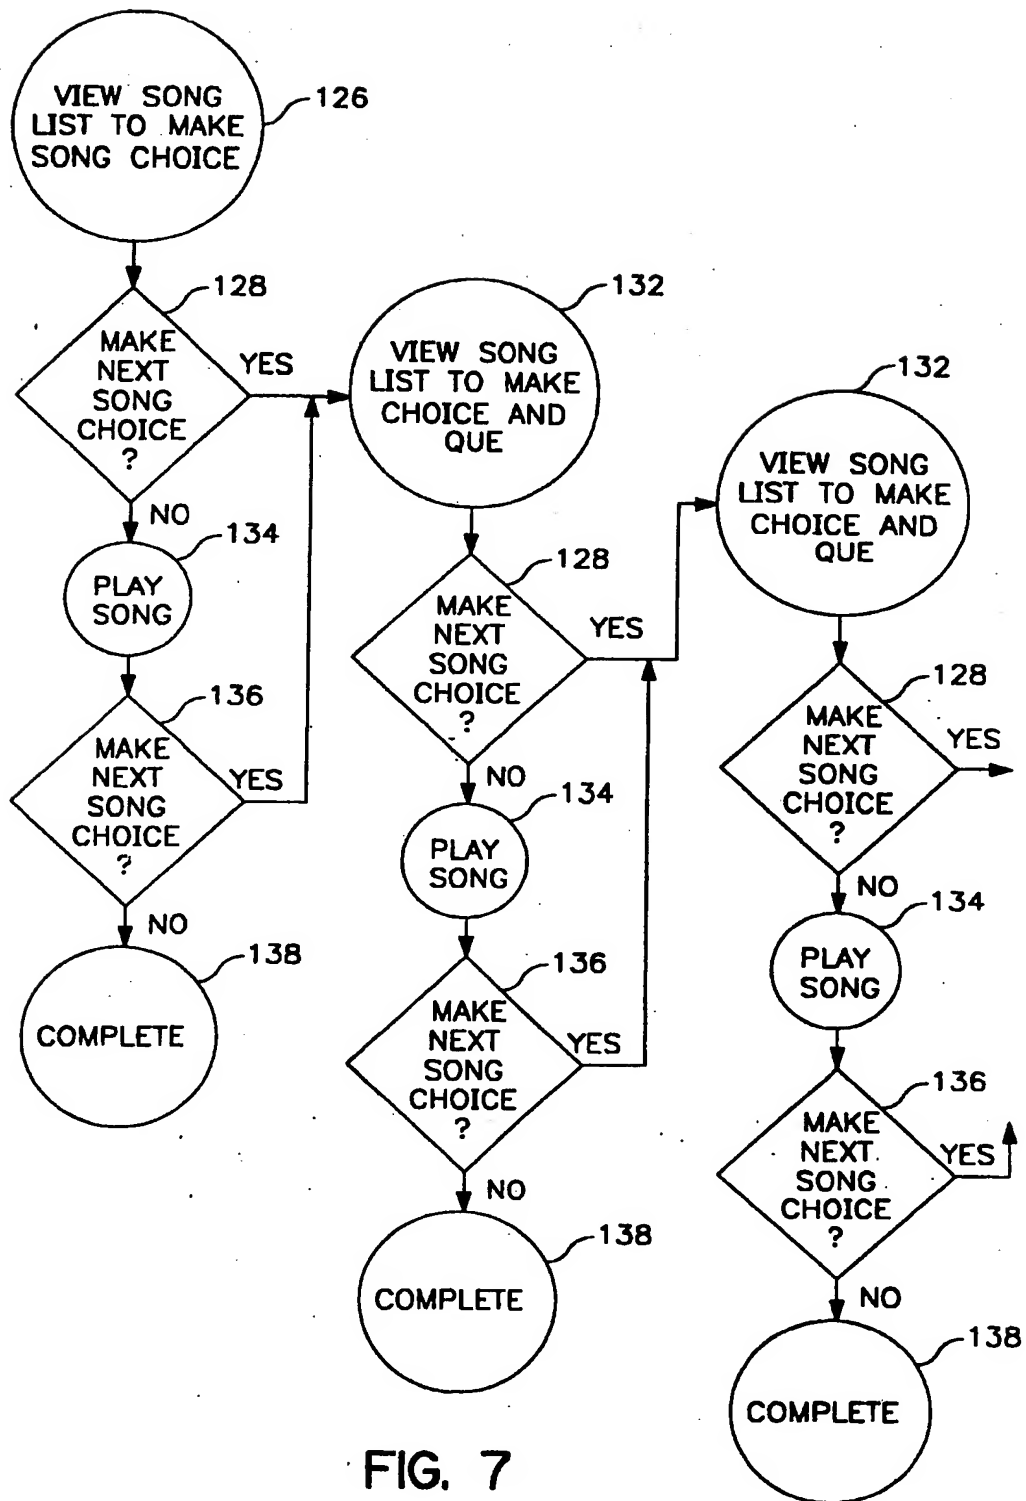 VIEW SONG
LIST TO MAKE
SONG CHOICE
126
128
MAKE
NEXT
SONG
CHOICE
?
YES
NO
134
PLAY
SONG
136
MAKE
NEXT
SONG
CHOICE
?
YES
NO
138
COMPLETE
132
VIEW SONG
LIST TO MAKE
CHOICE AND
QUE
128
MAKE
NEXT
SONG
CHOICE
?
YES
NO
134
PLAY
SONG
136
MAKE
NEXT
SONG
CHOICE
?
YES
NO
138
COMPLETE
132
VIEW SONG
LIST TO MAKE
CHOICE AND
QUE
128
MAKE
NEXT
SONG
CHOICE
?
YES
NO
134
PLAY
SONG
136
MAKE
NEXT
SONG
CHOICE
?
YES
NO
138
COMPLETE
FIG. 7